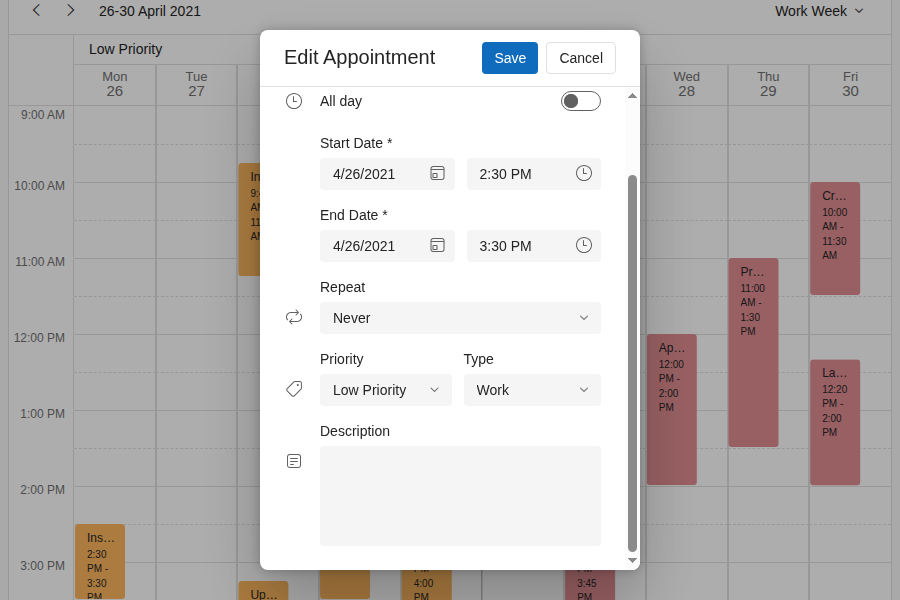 26-30 April 2021
Work Week
Low Priority
Mon
26
Tue
27
Wed
28
Thu
29
Fri
30
9:00 AM
10:00 AM
11:00 AM
12:00 PM
1:00 PM
2:00 PM
3:00 PM
Edit Appointment
Save
Cancel
All day
Start Date *
4/26/2021
2:30 PM
End Date *
4/26/2021
3:30 PM
Repeat
Never
Priority
Type
Low Priority
Work
Description
Ins…
2:30
PM -
3:30
PM
In
11
Up…
4:00
PM
3:45
PM
Ap…
12:00
PM -
2:00
PM
Pr…
11:00
AM -
1:30
PM
Cr…
10:00
AM -
11:30
AM
La…
12:20
PM -
2:00
PM